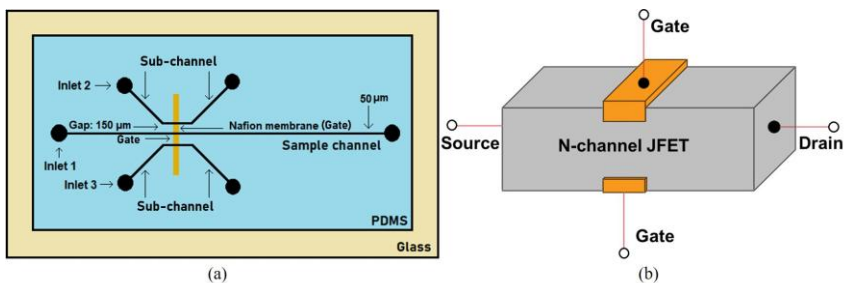 Sub-channel
Inlet 2
50 µm
Gap: 150 µm
Nafion membrane (Gate)
Gate
Sample channel
Inlet 1
Inlet 3
Sub-channel
PDMS
Glass
(a)
Gate
Source
N-channel JFET
Drain
Gate
(b)